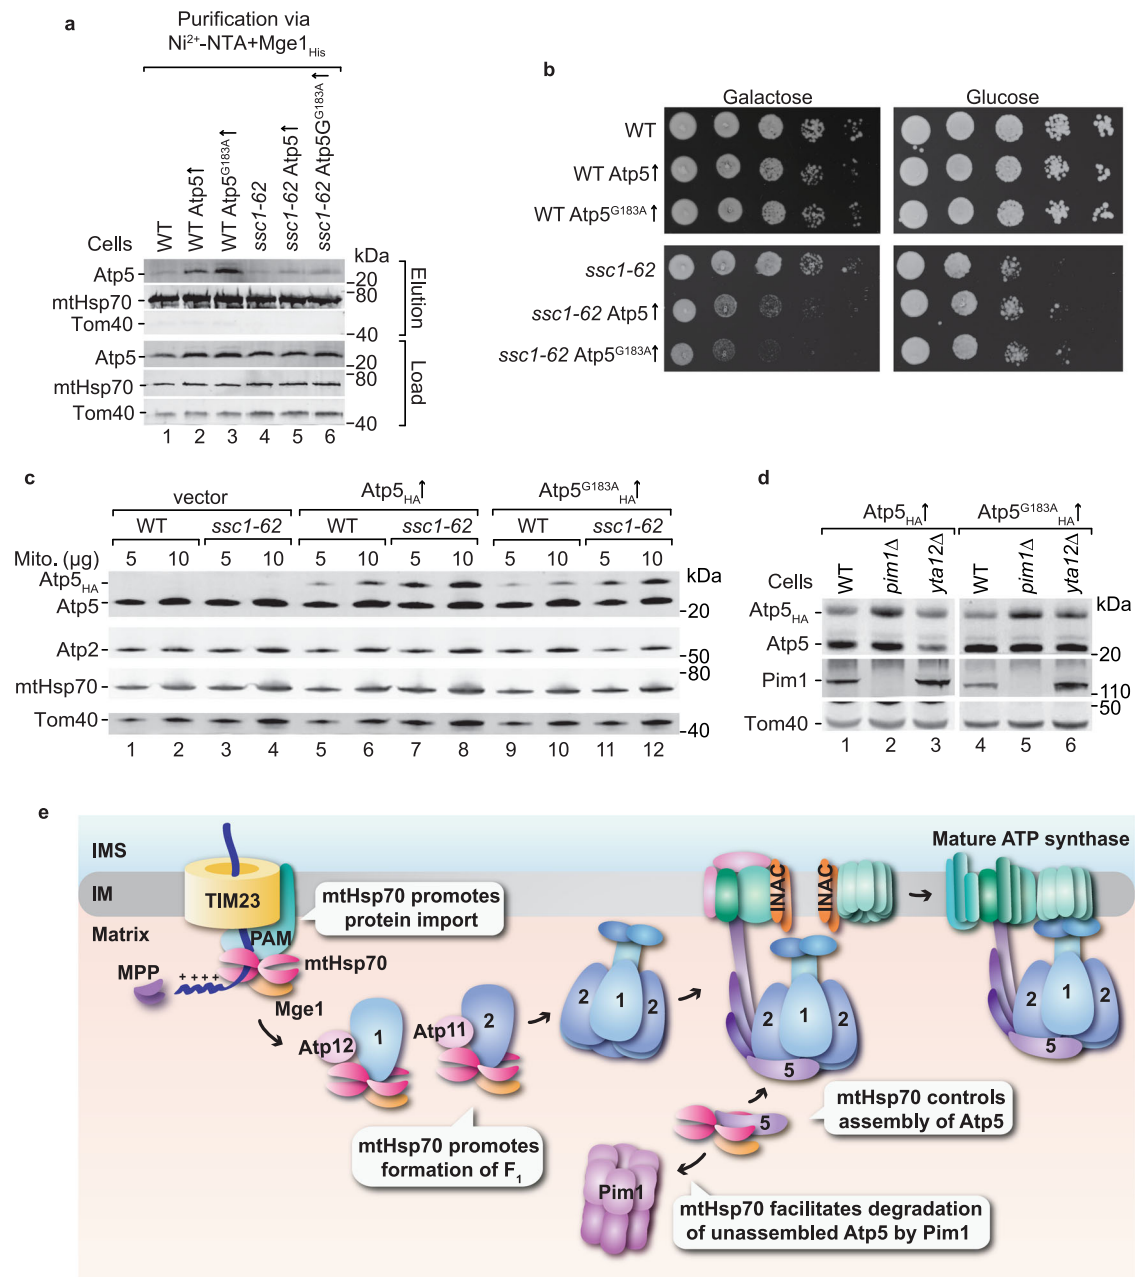 a
Purification via
Ni2+-NTA+Mge1His
Cells
WT
WT Atp5↑
WT Atp5G183A↑
ssc1-62
ssc1-62 Atp5↑
ssc1-62 Atp5GG183A↑
kDa
Atp5
-20
mtHsp70
-80
Tom40
-40
Elution
Atp5
-20
mtHsp70
-80
Tom40
-40
Load
1 2 3 4 5 6
b
Galactose Glucose
WT
WT Atp5↑
WT Atp5G183A↑
ssc1-62
ssc1-62 Atp5↑
ssc1-62 Atp5G183A↑
c
vector Atp5HA↑ Atp5G183AHA↑
WT ssc1-62 WT ssc1-62 WT ssc1-62
Mito. (µg) 5 10 5 10 5 10 5 10 5 10 5 10
Atp5HA
kDa
Atp5
-20
Atp2
-50
mtHsp70
-80
Tom40
-40
1 2 3 4 5 6 7 8 9 10 11 12
d
Atp5HA↑ Atp5G183AHA↑
Cells WT pim1Δ yta12Δ WT pim1Δ yta12Δ
Atp5HA
kDa
Atp5
-20
Pim1
-110
-50
Tom40
1 2 3 4 5 6
e
IMS
IM
Matrix
TIM23
PAM
mtHsp70 promotes
protein import
MPP
++++
mtHsp70
Mge1
Atp12
1
Atp11
2
mtHsp70 promotes
formation of F1
2 1 2
INAC
INAC
2 1 2
5
Mature ATP synthase
2 1 2
5
5
mtHsp70 controls
assembly of Atp5
Pim1
mtHsp70 facilitates degradation
of unassembled Atp5 by Pim1